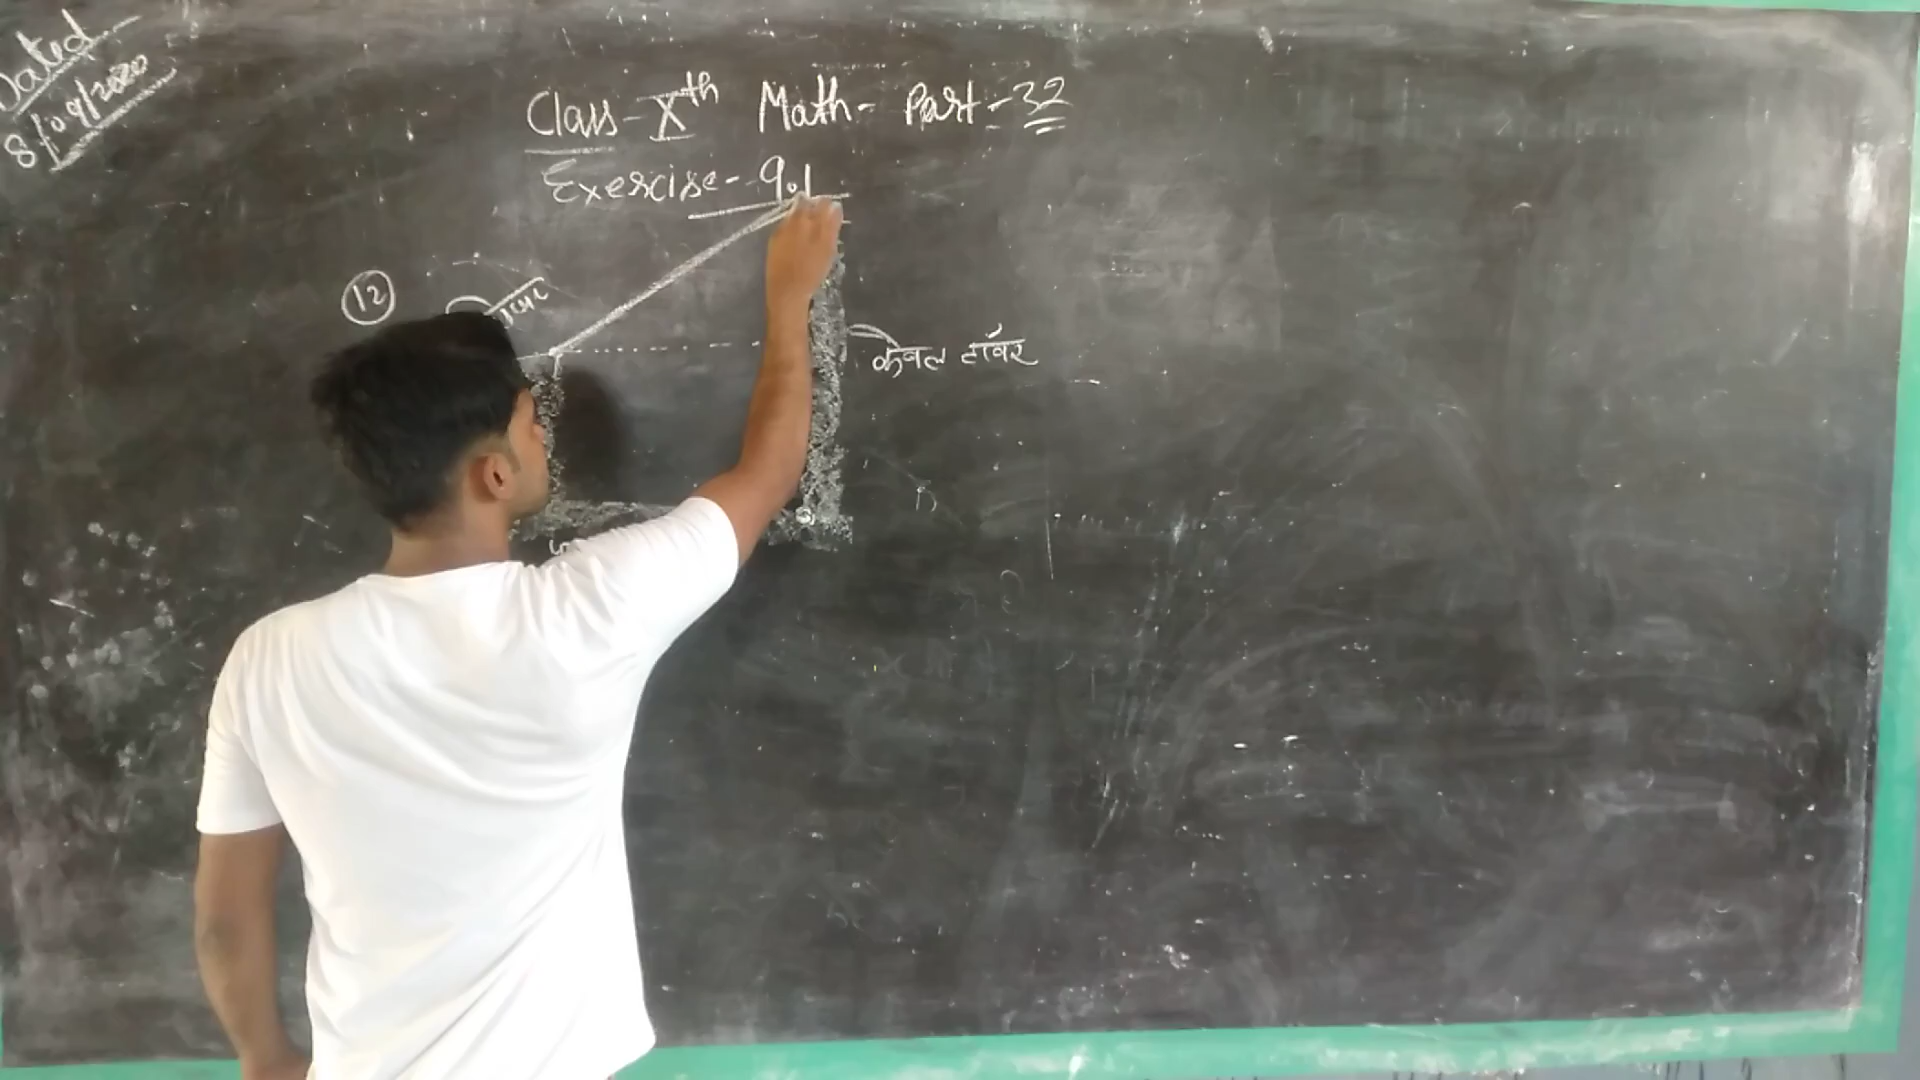 Dated
8/09/2020
Class-Xth Math- Part-32
Exercise-9.1
12
केबल टॉवर